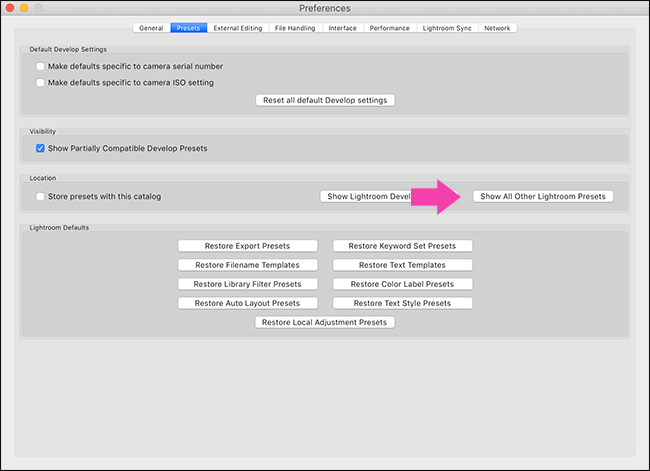 Preferences
General Presets External Editing File Handling Interface Performance Lightroom Sync Network
Default Develop Settings
Make defaults specific to camera serial number
Make defaults specific to camera ISO setting
Reset all default Develop settings
Visibility
Show Partially Compatible Develop Presets
Location
Store presets with this catalog Show Lightroom Show All Other Lightroom Presets
Lightroom Defaults
Restore Export Presets Restore Keyword Set Presets
Restore Filename Templates Restore Text Templates
Restore Library Filter Presets Restore Color Label Presets
Restore Auto Layout Presets Restore Text Style Presets
Restore Local Adjustment Presets